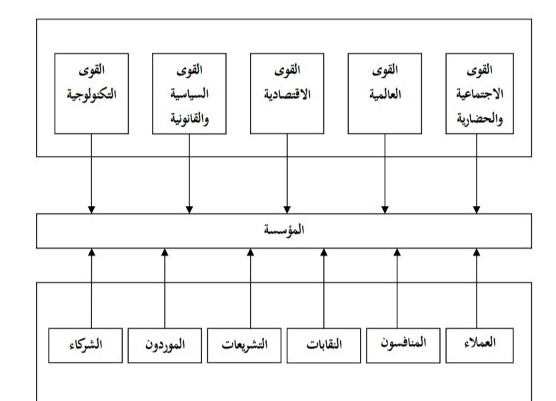 القوى
الاجتماعية
والحضارية
القوى
العالمية
القوى
الاقتصادية
القوى
السياسية
والقانونية
القوى
التكنولوجية
المؤسسة
العملاء
المنافسون
النقابات
التشريعات
الموردون
الشركاء